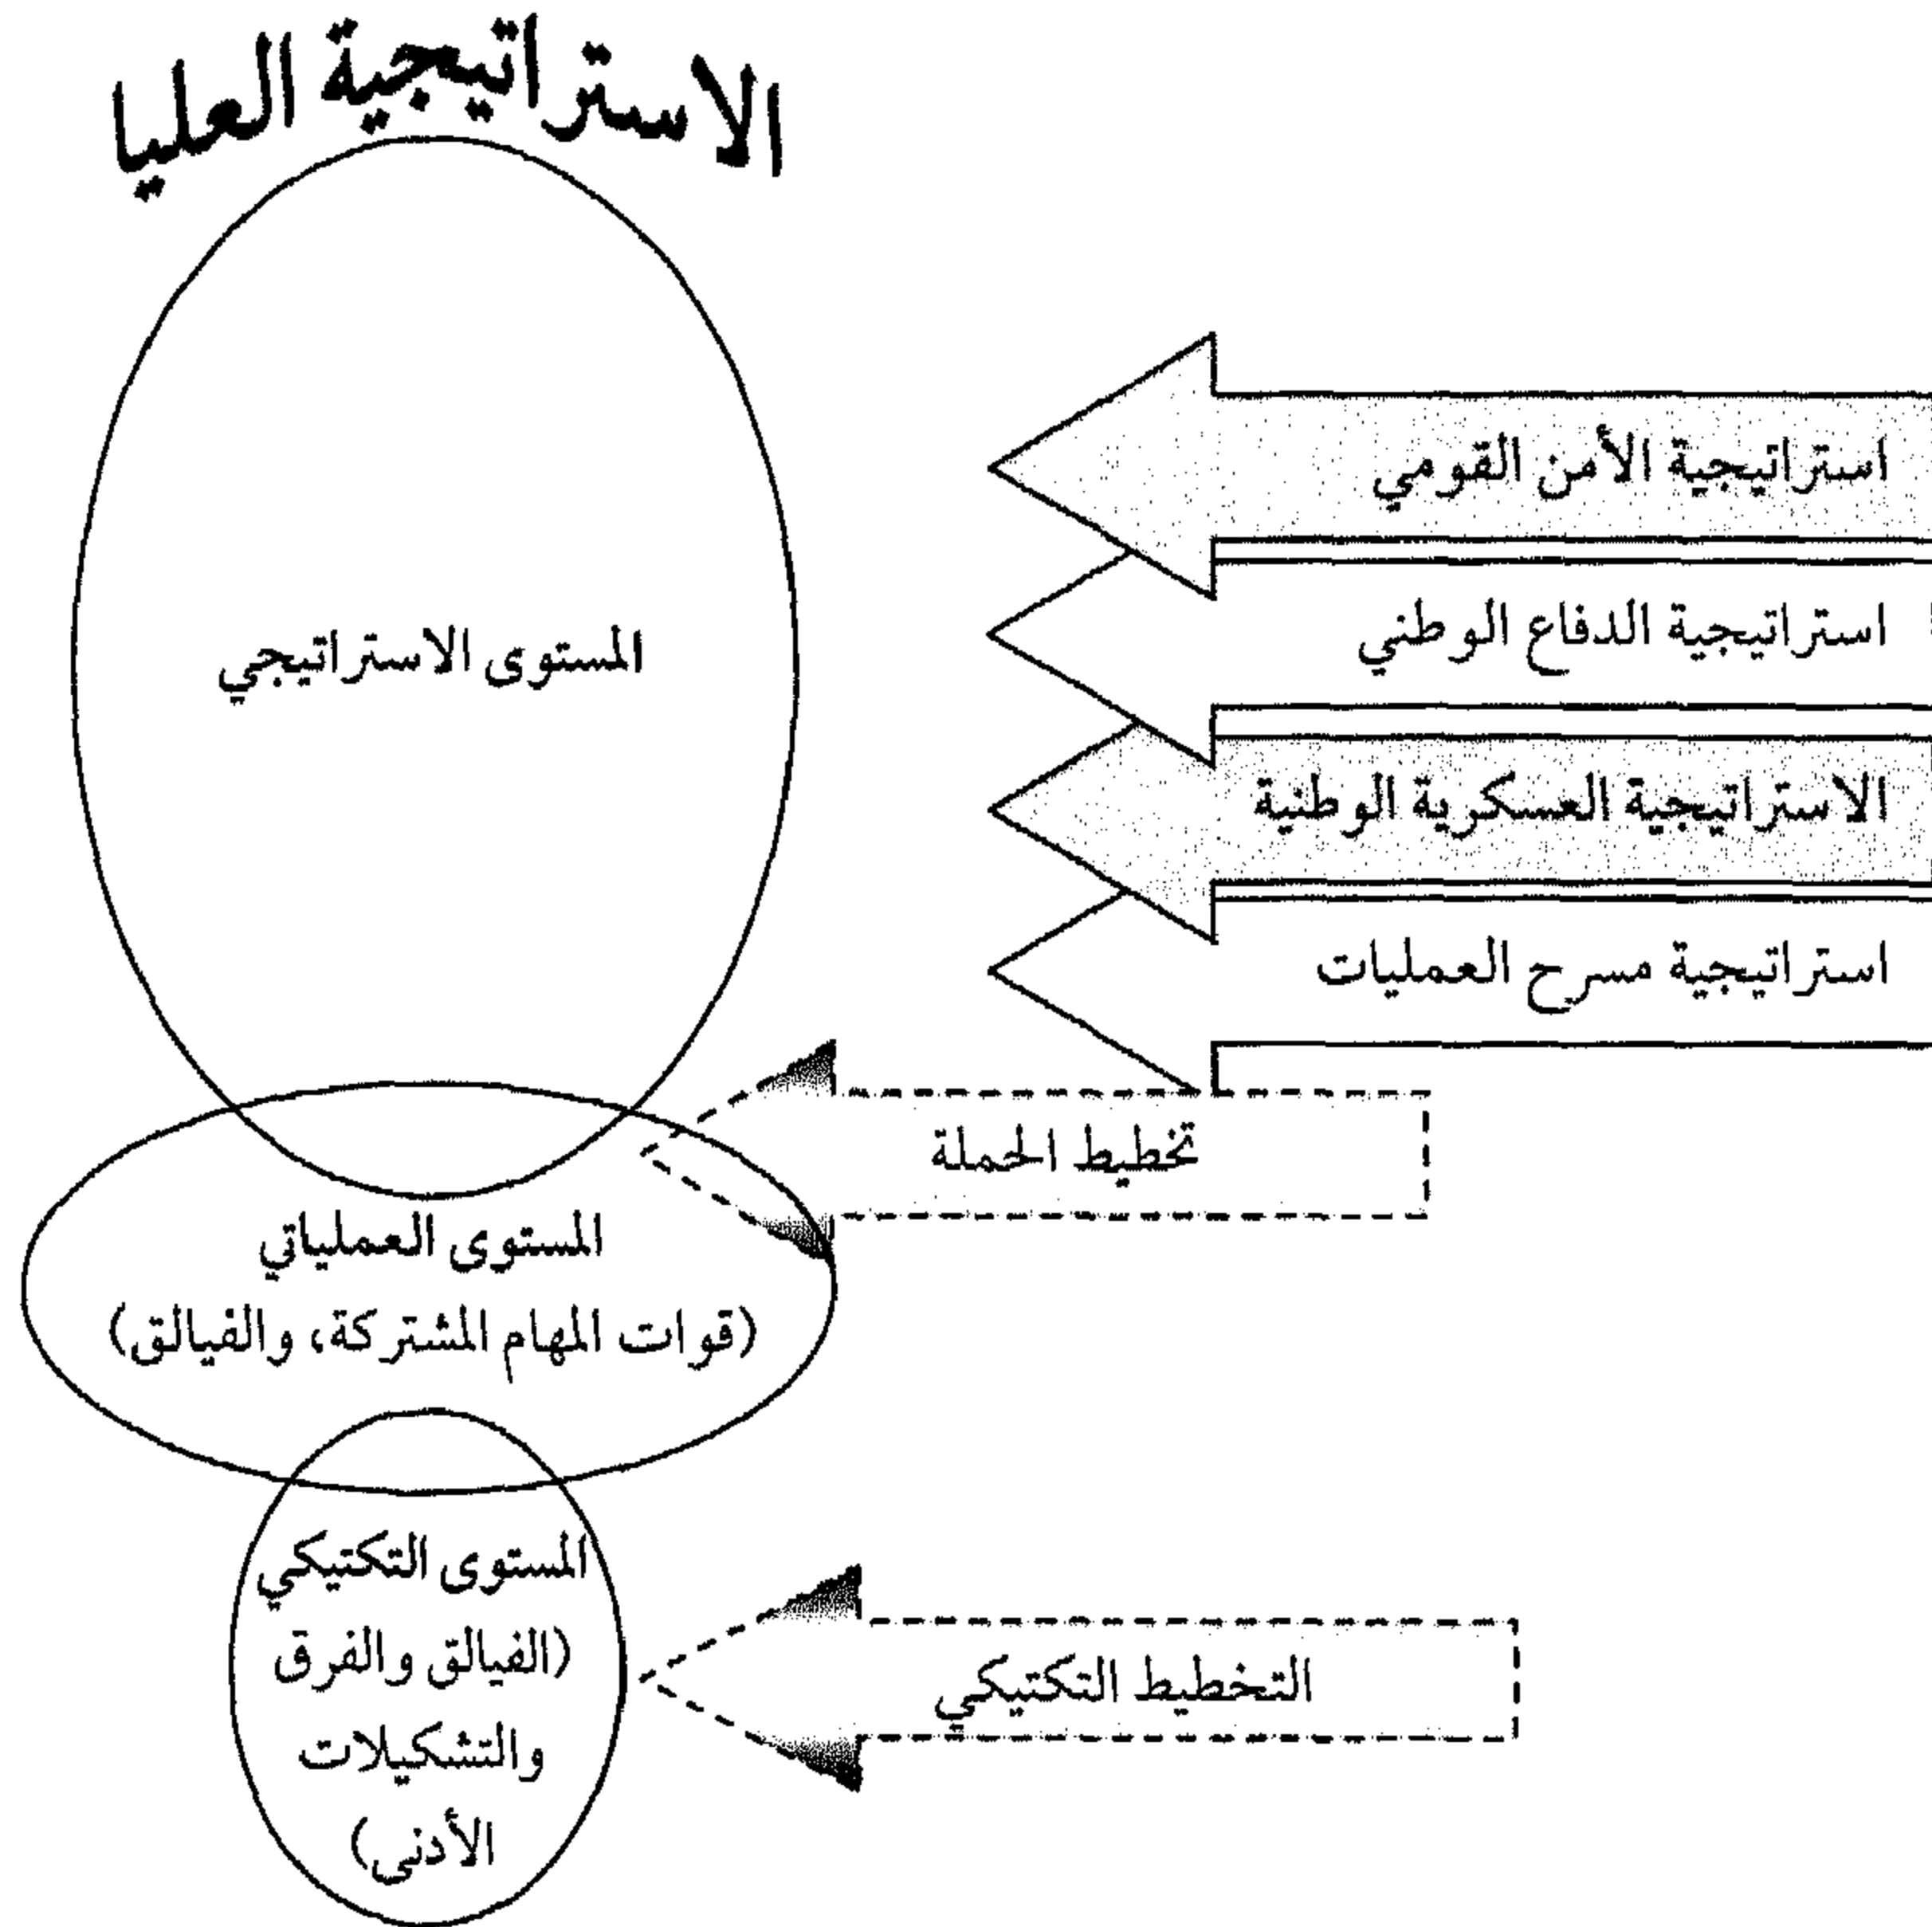 الاستراتيجية العليا
استراتيجية الأمن القومي
استراتيجية الدفاع الوطني
المستوى الاستراتيجي
الاستراتيجية العسكرية الوطنية
استراتيجية مسرح العمليات
تخطيط الحملة
المستوى العملياتي
(قوات المهام المشتركة، والفيالق)
المستوى التكتيكي
(الفيالق والفرق
والتشكيلات
الأدنى)
التخطيط التكتيكي